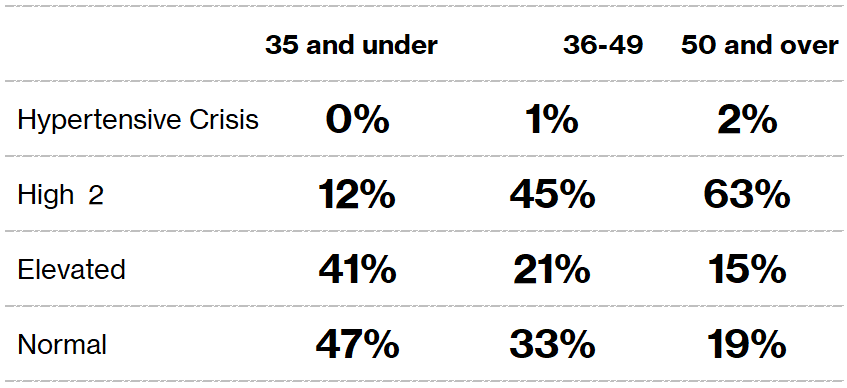 35 and under 36-49 50 and over
Hypertensive Crisis 0% 1% 2%
High 2 12% 45% 63%
Elevated 41% 21% 15%
Normal 47% 33% 19%